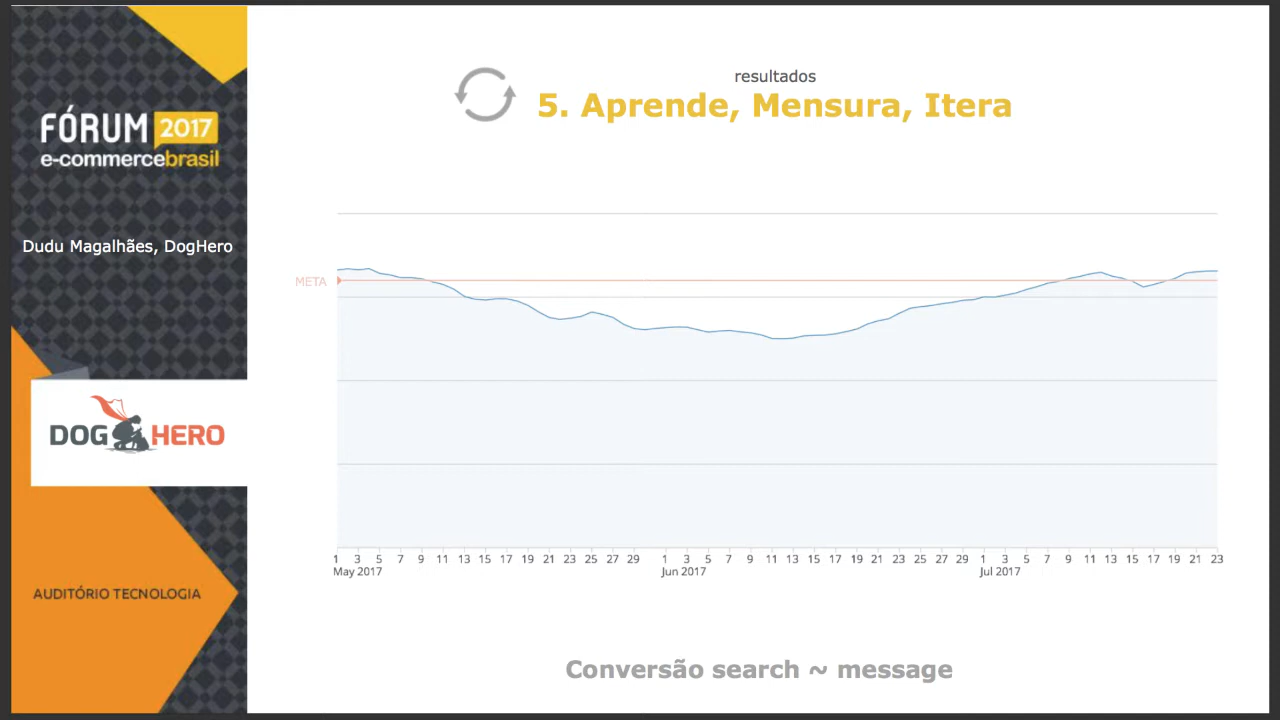 FÓRUM 2017
e-commercebrasil
Dudu Magalhães, DogHero
DOG HERO
AUDITÓRIO TECNOLOGIA
resultados
5. Aprende, Mensura, Itera
META
1 3 5 7 9 11 13 15 17 19 21 23 25 27 29 1 3 5 7 9 11 13 15 17 19 21 23 25 27 29 1 3 5 7 9 11 13 15 17 19 21 23
May 2017 Jun 2017 Jul 2017
Conversão search ~ message